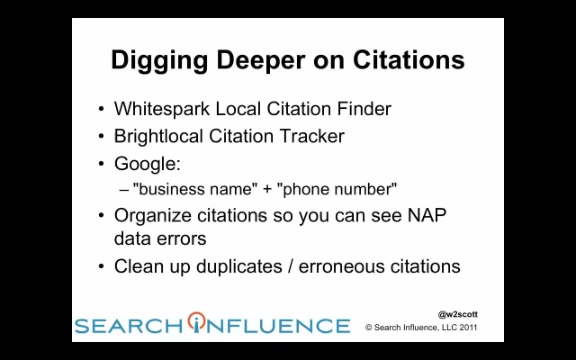 Digging Deeper on Citations
• Whitespark Local Citation Finder
• Brightlocal Citation Tracker
• Google:
– "business name" + "phone number"
• Organize citations so you can see NAP
data errors
• Clean up duplicates / erroneous citations
@w2scott
SEARCH INFLUENCE
© Search Influence, LLC 2011